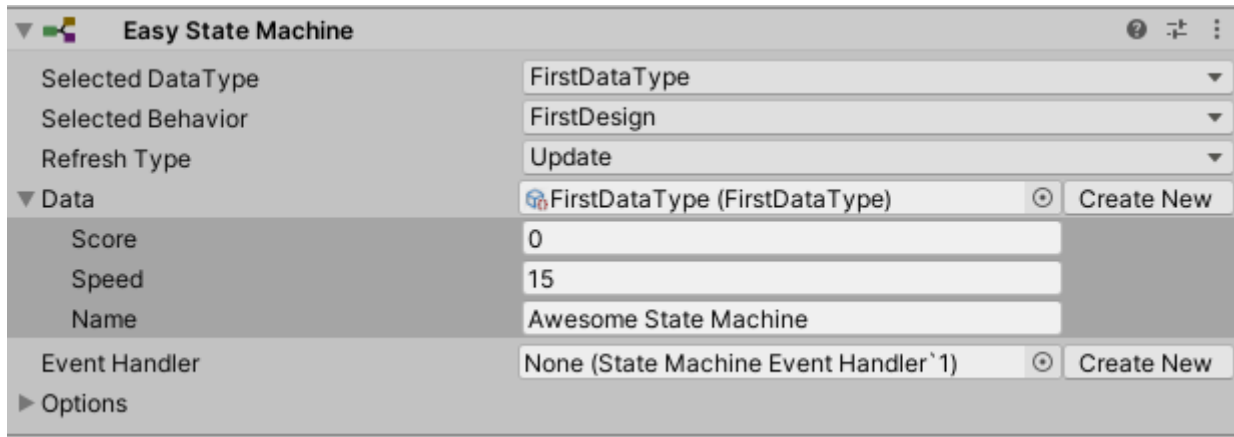 Easy State Machine
Selected DataType FirstDataType
Selected Behavior FirstDesign
Refresh Type Update
Data FirstDataType (FirstDataType) Create New
Score 0
Speed 15
Name Awesome State Machine
Event Handler None (State Machine Event Handler`1) Create New
Options